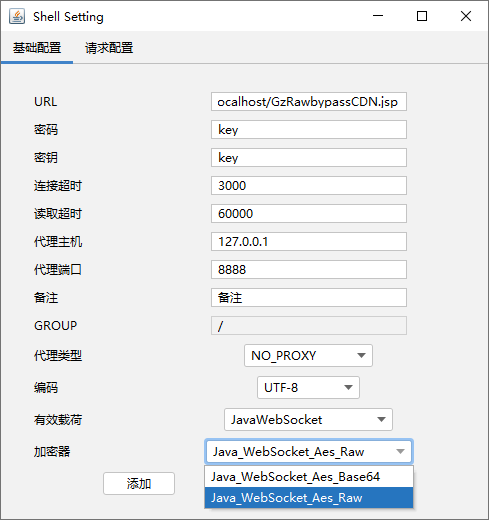 Shell Setting
基础配置 请求配置
URL ocalhost/GzRawbypassCDN.jsp
密码 key
密钥 key
连接超时 3000
读取超时 60000
代理主机 127.0.0.1
代理端口 8888
备注 备注
GROUP /
代理类型 NO_PROXY
编码 UTF-8
有效载荷 JavaWebSocket
加密器 Java_WebSocket_Aes_Raw
Java_WebSocket_Aes_Base64
添加 Java_WebSocket_Aes_Raw